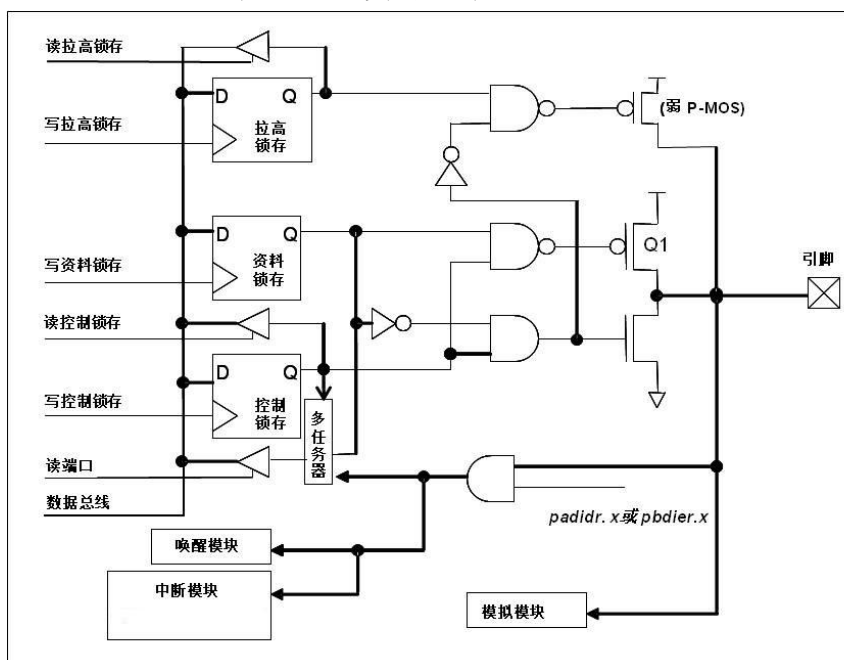 读拉高锁存
D Q
拉高
锁存
写拉高锁存
(弱 P-MOS)
D Q
资料
锁存
写资料锁存
Q1
引脚
读控制锁存
D Q
控制
锁存
写控制锁存
多任务器
读端口
数据总线
padidr.x或pbdier.x
唤醒模块
中断模块
模拟模块